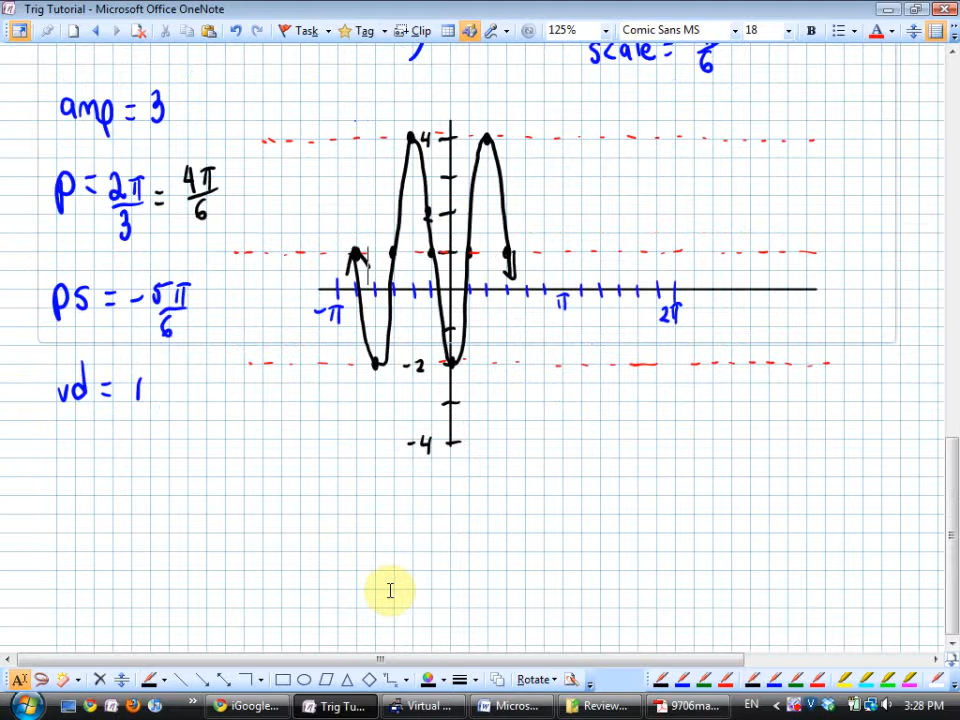 Trig Tutorial - Microsoft Office OneNote
Task Tag Clip 125% Comic Sans MS 18 B A
scale = π/6
amp = 3
p = 2π/3 = 4π/6
ps = -5π/6
vd = 1
4
2
-π π 2π
-2
-4
Rotate
iGoogle... Trig Tu... Virtual ... Micros... Review... 9706ma... EN 3:28 PM